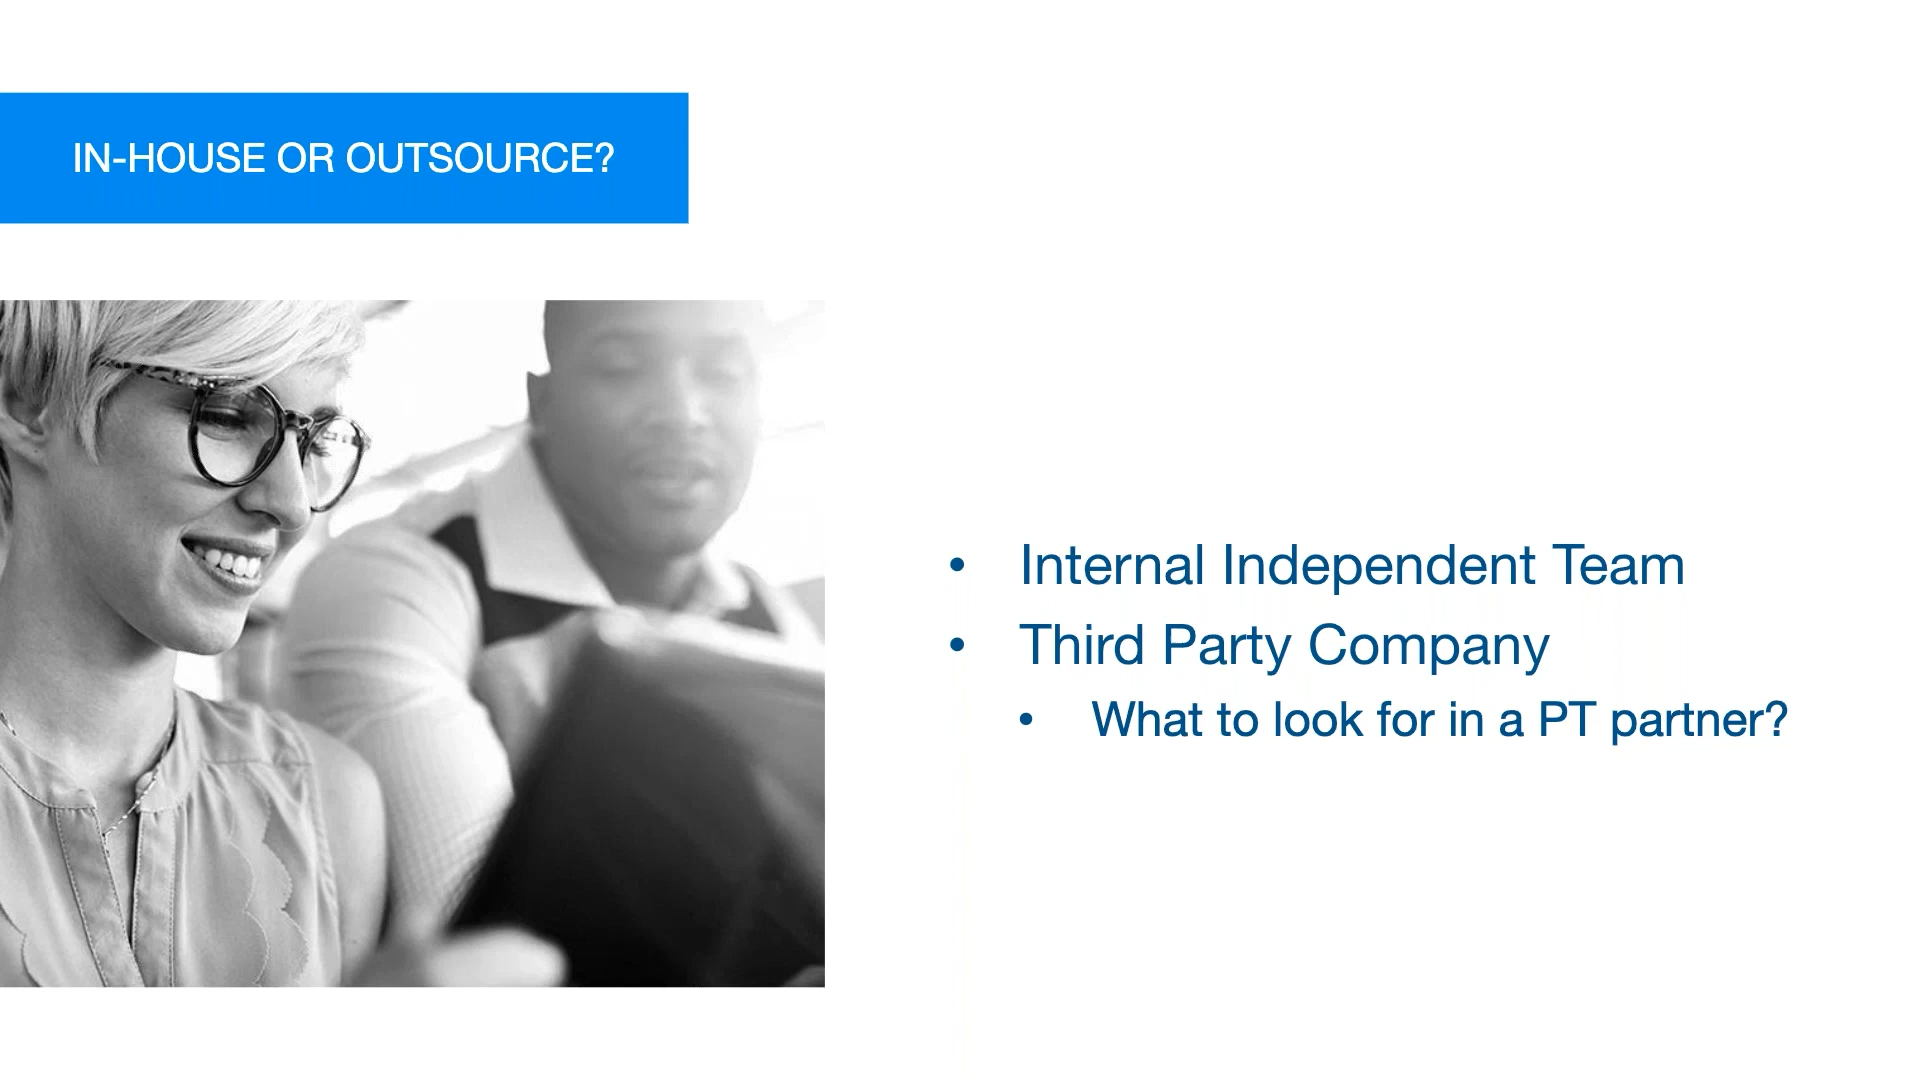 IN-HOUSE OR OUTSOURCE?
• Internal Independent Team
• Third Party Company
• What to look for in a PT partner?